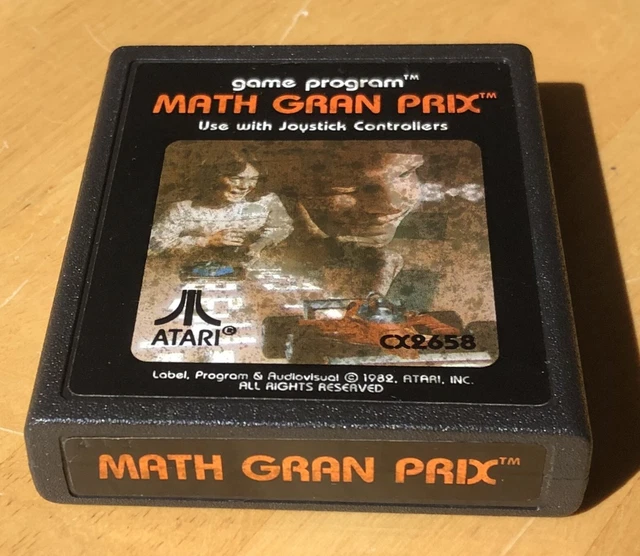 game program™
MATH GRAN PRIX™
Use with Joystick Controllers
ATARI©
CX2658
Label, Program & Audiovisual © 1982, ATARI, INC.
ALL RIGHTS RESERVED
MATH GRAN PRIX™